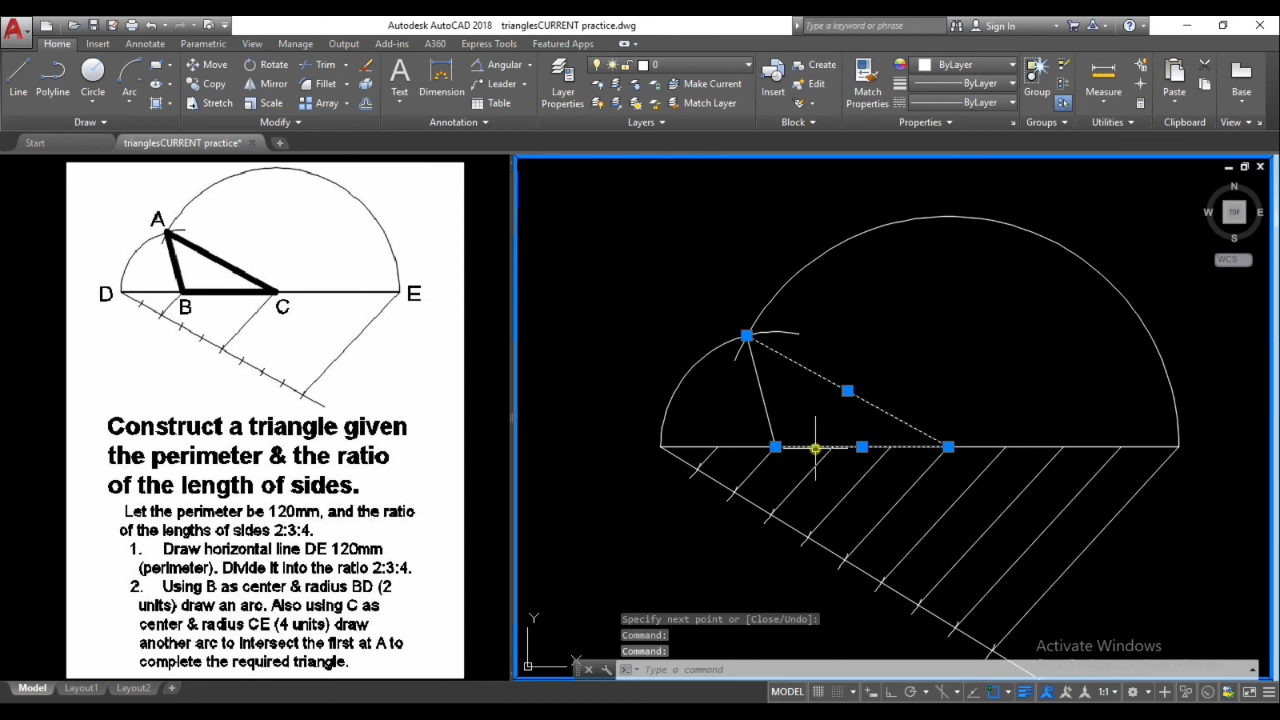 Autodesk AutoCAD 2018 trianglesCURRENT practice.dwg
Type a keyword or phrase
Sign In
Home Insert Annotate Parametric View Manage Output Add-ins A360 Express Tools Featured Apps
Line
Polyline
Circle
Arc
Move
Rotate
Trim
Copy
Mirror
Fillet
Stretch
Scale
Array
Text
Dimension
Angular
Leader
Table
Layer
Properties
0
Make Current
Match Layer
Insert
Create
Edit
Match
Properties
ByLayer
ByLayer
ByLayer
Group
Measure
Paste
Base
Draw
Modify
Annotation
Layers
Block
Properties
Groups
Utilities
Clipboard
View
Start
trianglesCURRENT practice*
A
D
B
C
E
Construct a triangle given
the perimeter & the ratio
of the length of sides.
Let the perimeter be 120mm, and the ratio
of the lengths of sides 2:3:4.
1. Draw horizontal line DE 120mm
(perimeter). Divide it into the ratio 2:3:4.
2. Using B as center & radius BD (2
units) draw an arc. Also using C as
center & radius CE (4 units) draw
another arc to intersect the first at A to
complete the required triangle.
N
W
TOP
E
S
WCS
Y
X
Specify next point or [Close/Undo]:
Command:
Command:
Type a command
Activate Windows
Model
Layout1
Layout2
MODEL
1:1